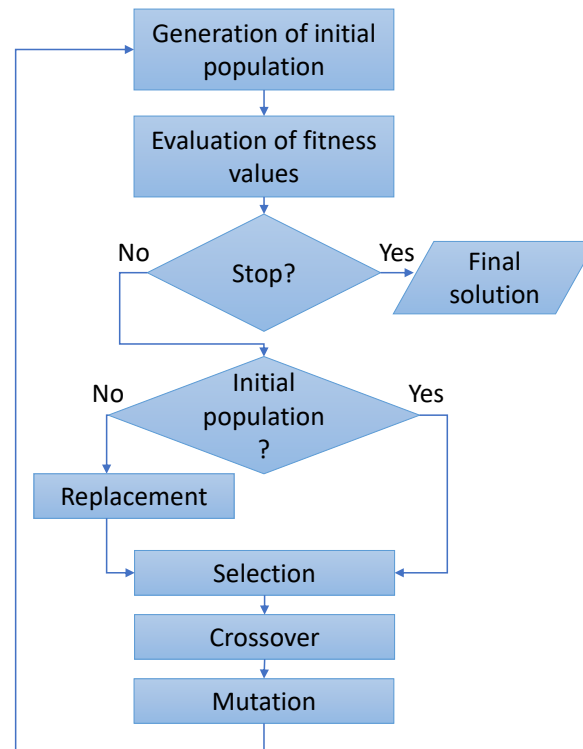 Generation of initial
population
Evaluation of fitness
values
No
Yes
Stop?
Final
solution
No
Initial
population
?
Yes
Replacement
Selection
Crossover
Mutation